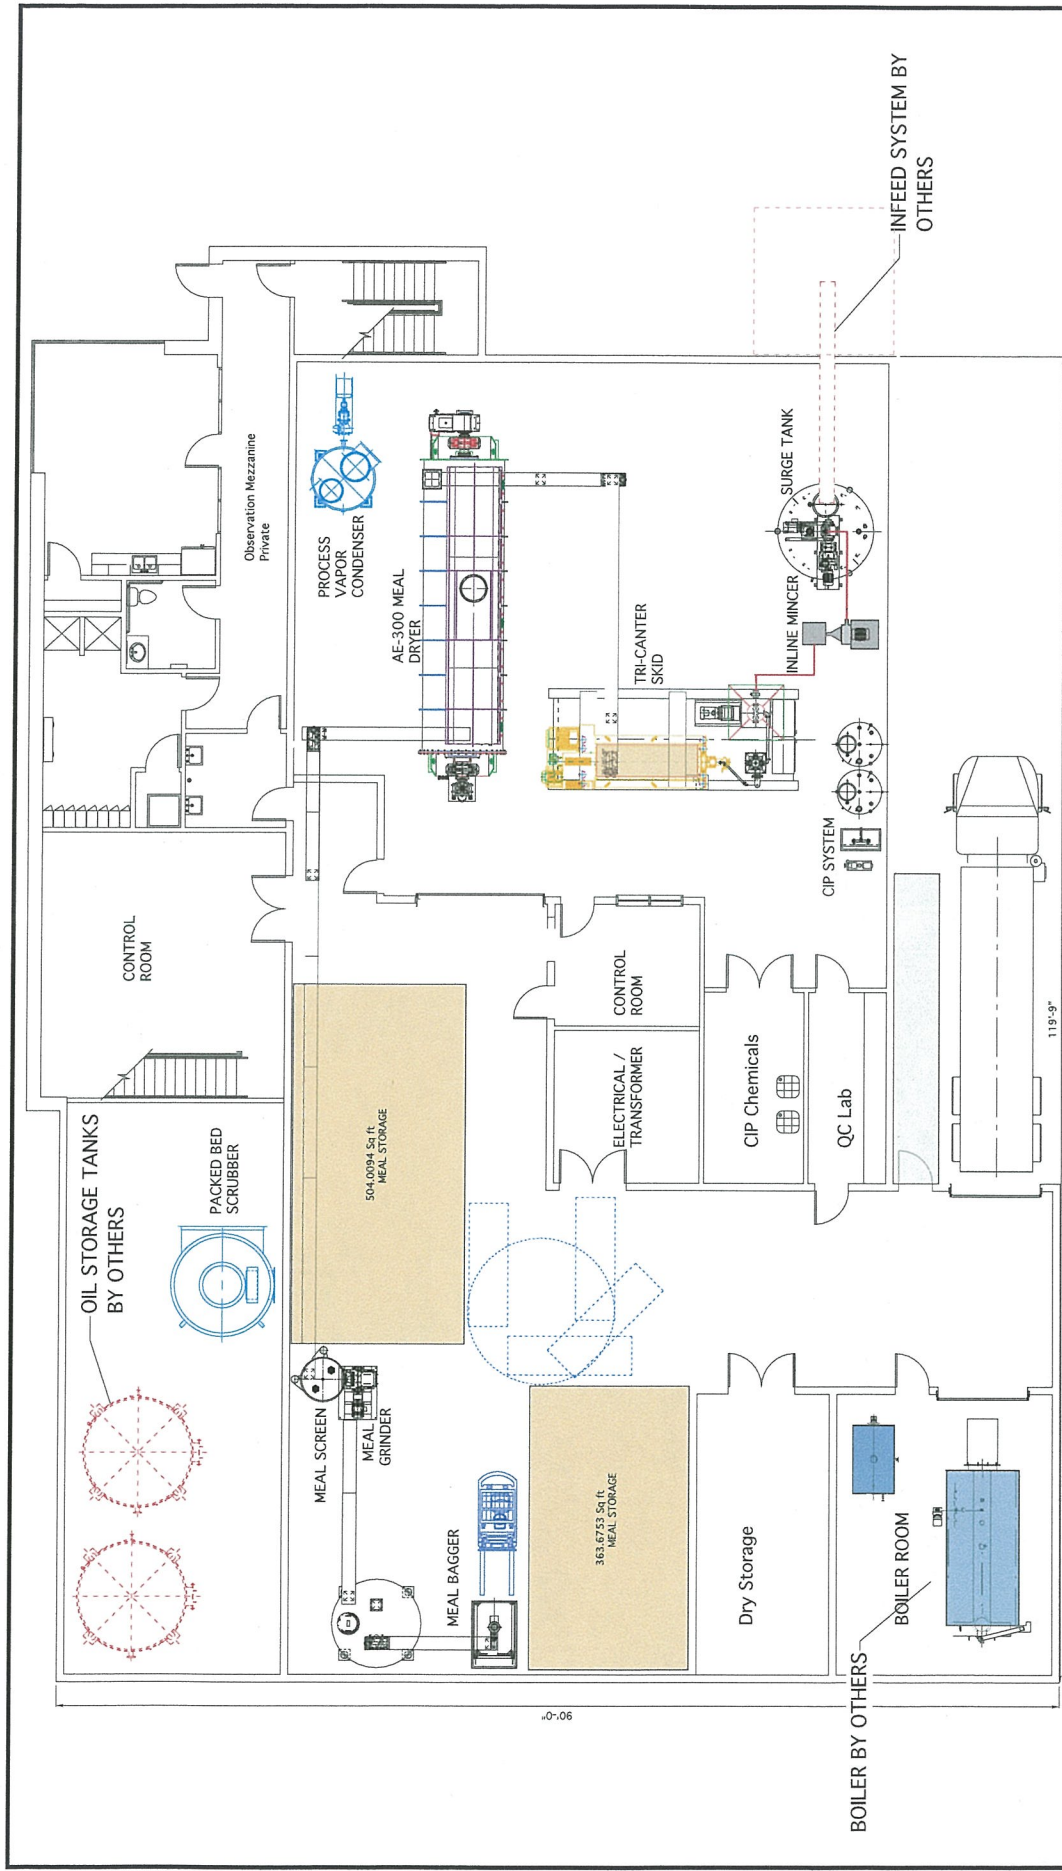 INFEED SYSTEM BY
OTHERS
Observation Mezzanine
Private
PROCESS
VAPOR
CONDENSER
AE-300 MEAL
DRYER
TRI-CANTER
SKID
INLINE MINCER
SURGE TANK
CIP SYSTEM
CONTROL
ROOM
CONTROL
ROOM
ELECTRICAL /
TRANSFORMER
CIP Chemicals
QC Lab
119'-9"
OIL STORAGE TANKS
BY OTHERS
PACKED BED
SCRUBBER
504.0094 Sq ft
MEAL STORAGE
MEAL SCREEN
MEAL
GRINDER
MEAL BAGGER
363.6753 Sq ft
MEAL STORAGE
Dry Storage
BOILER ROOM
BOILER BY OTHERS
90'-0"